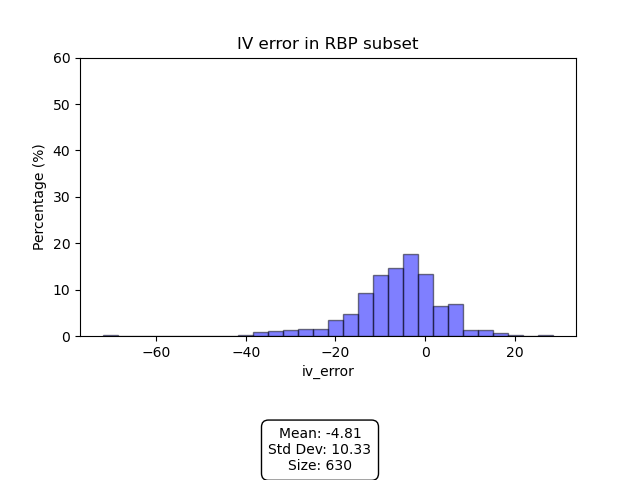 IV error in RBP subset
60
50
40
30
20
10
0
Percentage (%)
−60
−40
−20
0
20
iv_error
Mean: -4.81
Std Dev: 10.33
Size: 630